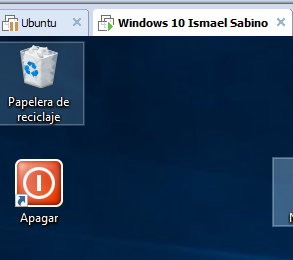 Ubuntu
Windows 10 Ismael Sabino
Papelera de
reciclaje
Apagar